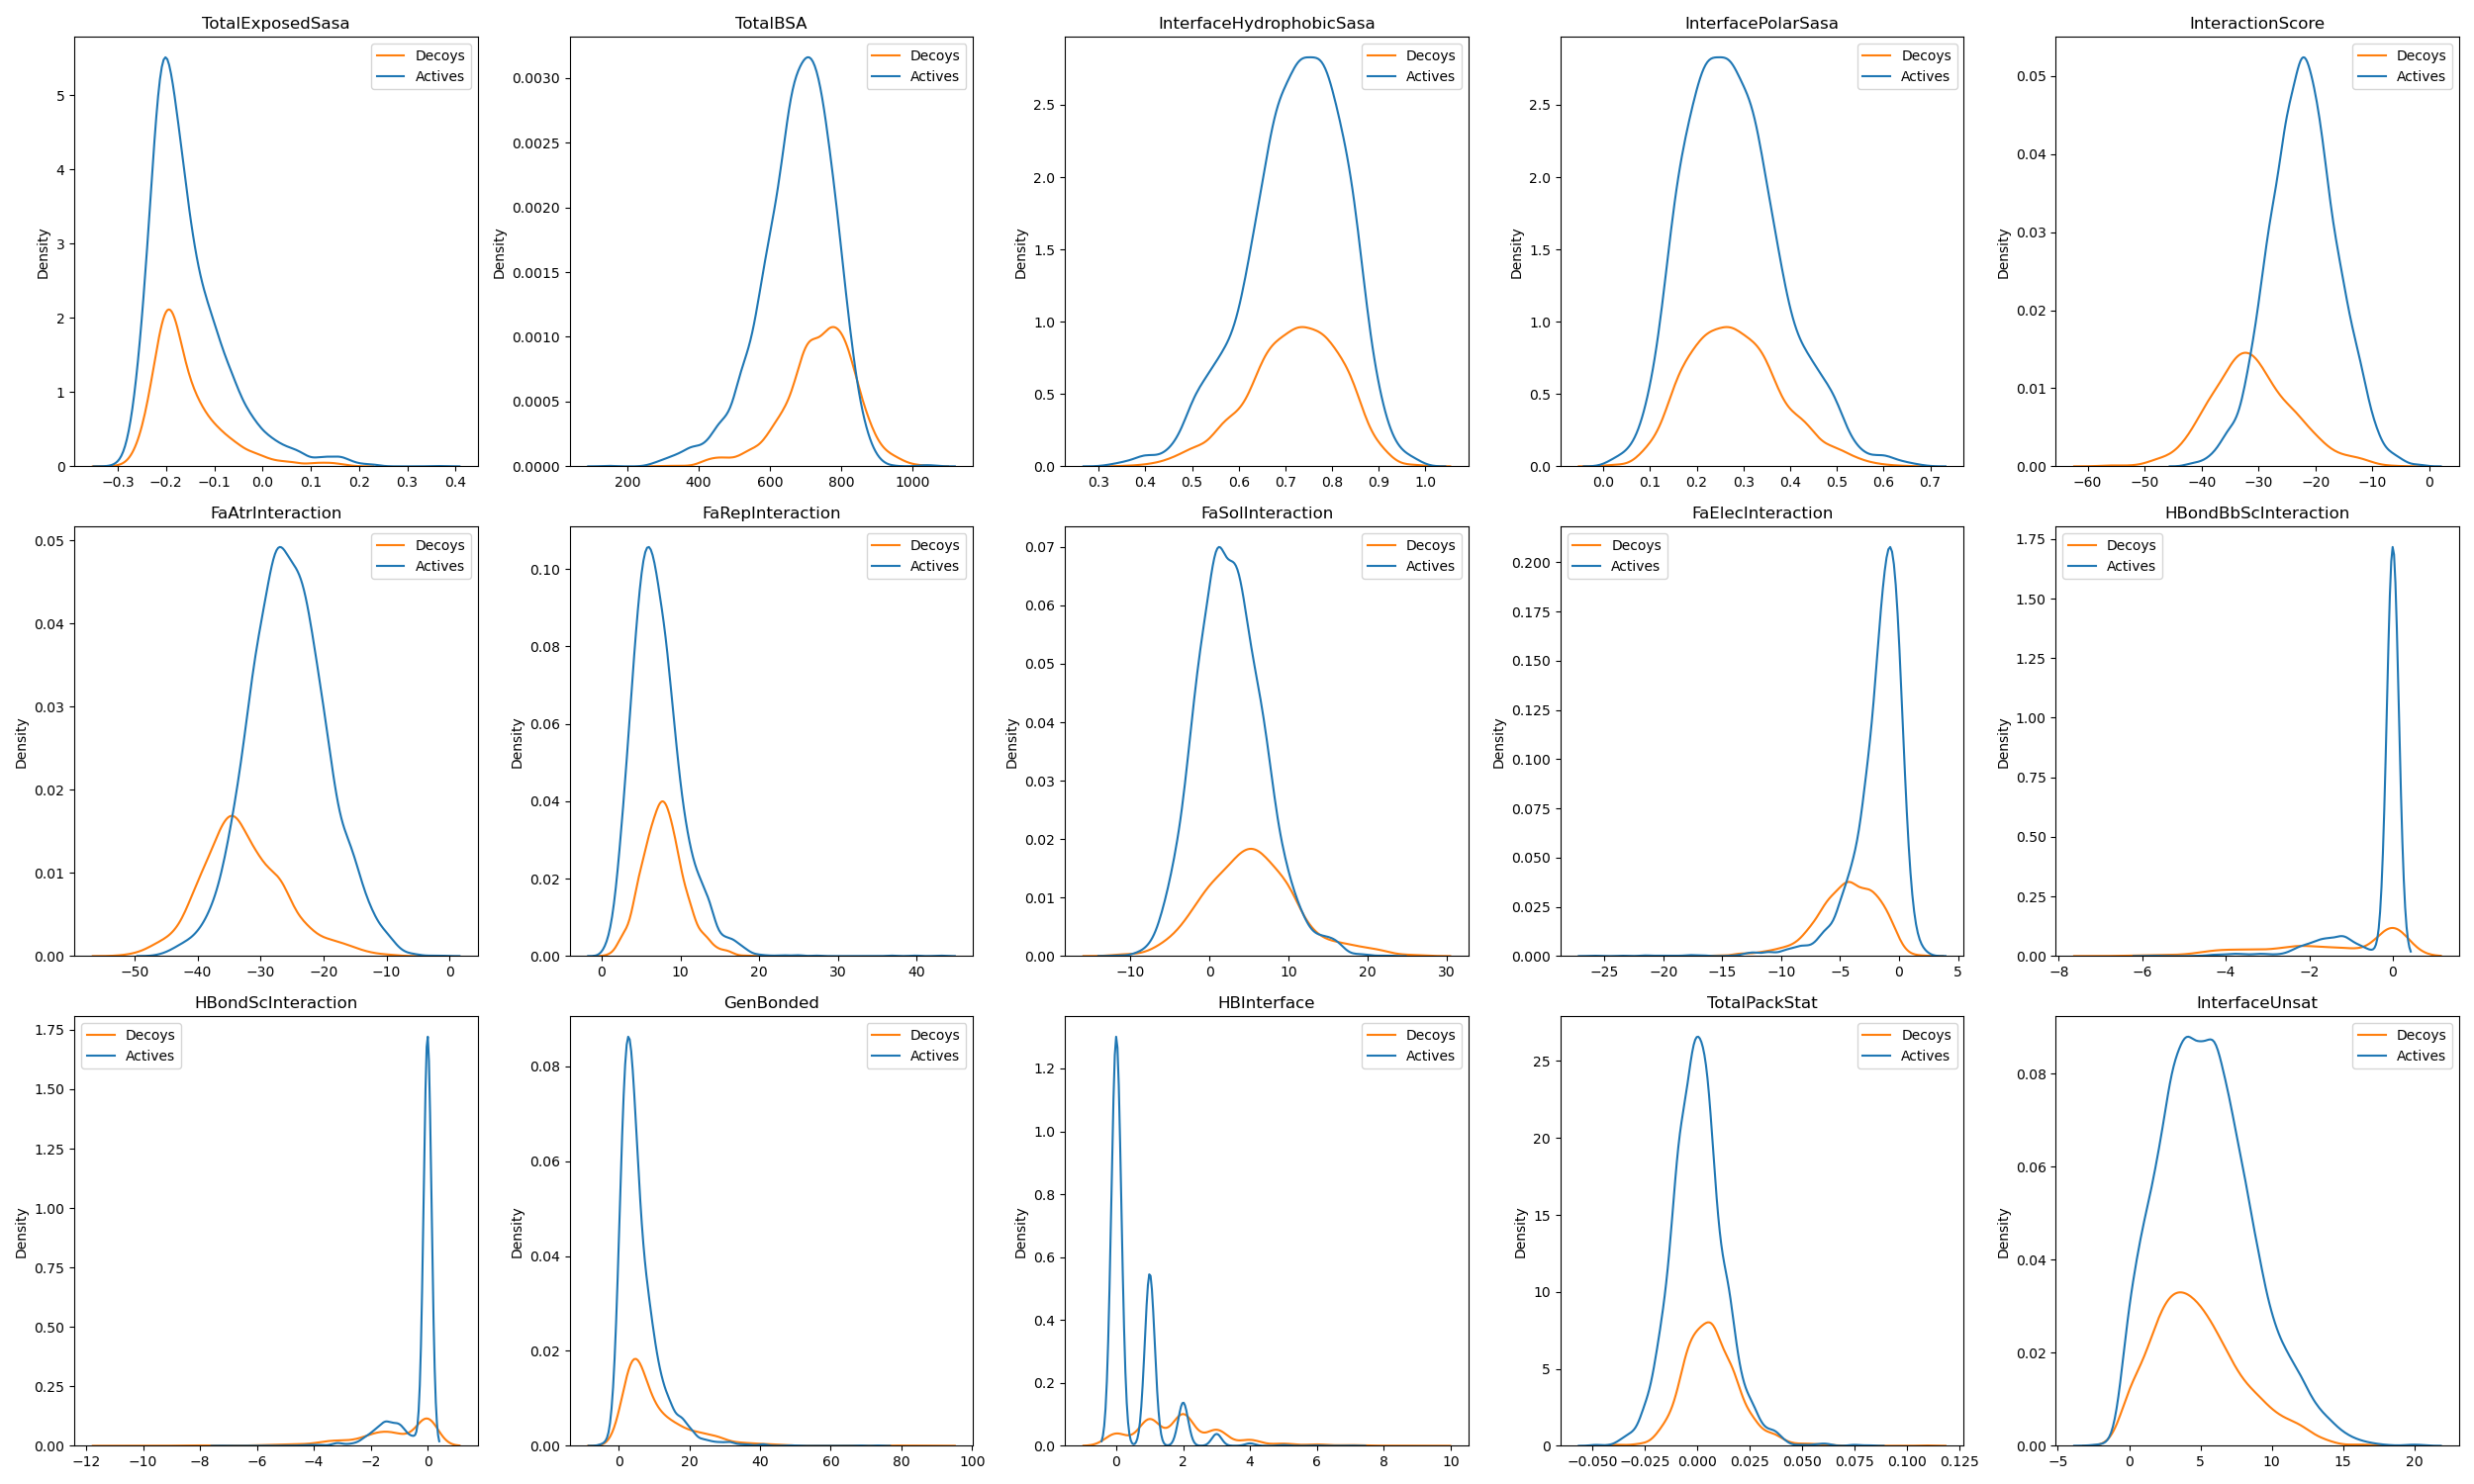 TotalExposedSasa
Decoys
Actives
Density
0 1 2 3 4 5
−0.3 −0.2 −0.1 0.0 0.1 0.2 0.3 0.4
TotalBSA
Decoys
Actives
Density
0.0000 0.0005 0.0010 0.0015 0.0020 0.0025 0.0030
200 400 600 800 1000
InterfaceHydrophobicSasa
Decoys
Actives
Density
0.0 0.5 1.0 1.5 2.0 2.5
0.3 0.4 0.5 0.6 0.7 0.8 0.9 1.0
InterfacePolarSasa
Decoys
Actives
Density
0.0 0.5 1.0 1.5 2.0 2.5
0.0 0.1 0.2 0.3 0.4 0.5 0.6 0.7
InteractionScore
Decoys
Actives
Density
0.00 0.01 0.02 0.03 0.04 0.05
−60 −50 −40 −30 −20 −10 0
FaAtrInteraction
Decoys
Actives
Density
0.00 0.01 0.02 0.03 0.04 0.05
−50 −40 −30 −20 −10 0
FaRepInteraction
Decoys
Actives
Density
0.00 0.02 0.04 0.06 0.08 0.10
0 10 20 30 40
FaSolInteraction
Decoys
Actives
Density
0.00 0.01 0.02 0.03 0.04 0.05 0.06 0.07
−10 0 10 20 30
FaElecInteraction
Decoys
Actives
Density
0.000 0.025 0.050 0.075 0.100 0.125 0.150 0.175 0.200
−25 −20 −15 −10 −5 0 5
HBondBbScInteraction
Decoys
Actives
Density
0.00 0.25 0.50 0.75 1.00 1.25 1.50 1.75
−8 −6 −4 −2 0
HBondScInteraction
Decoys
Actives
Density
0.00 0.25 0.50 0.75 1.00 1.25 1.50 1.75
−12 −10 −8 −6 −4 −2 0
GenBonded
Decoys
Actives
Density
0.00 0.02 0.04 0.06 0.08
0 20 40 60 80 100
HBInterface
Decoys
Actives
Density
0.0 0.2 0.4 0.6 0.8 1.0 1.2
0 2 4 6 8 10
TotalPackStat
Decoys
Actives
Density
0 5 10 15 20 25
−0.050 −0.025 0.000 0.025 0.050 0.075 0.100 0.125
InterfaceUnsat
Decoys
Actives
Density
0.00 0.02 0.04 0.06 0.08
−5 0 5 10 15 20